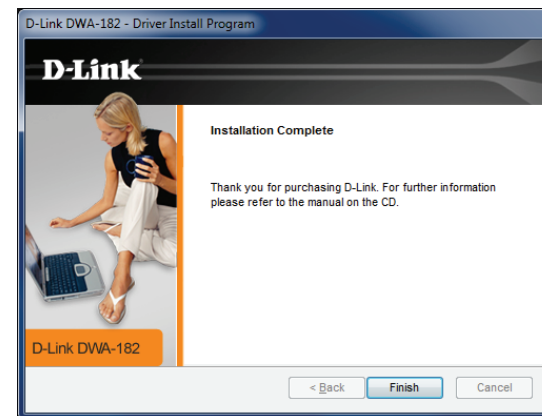 D-Link DWA-182 - Driver Install Program
D-Link
Installation Complete
Thank you for purchasing D-Link. For further information
please refer to the manual on the CD.
D-Link DWA-182
< Back
Finish
Cancel